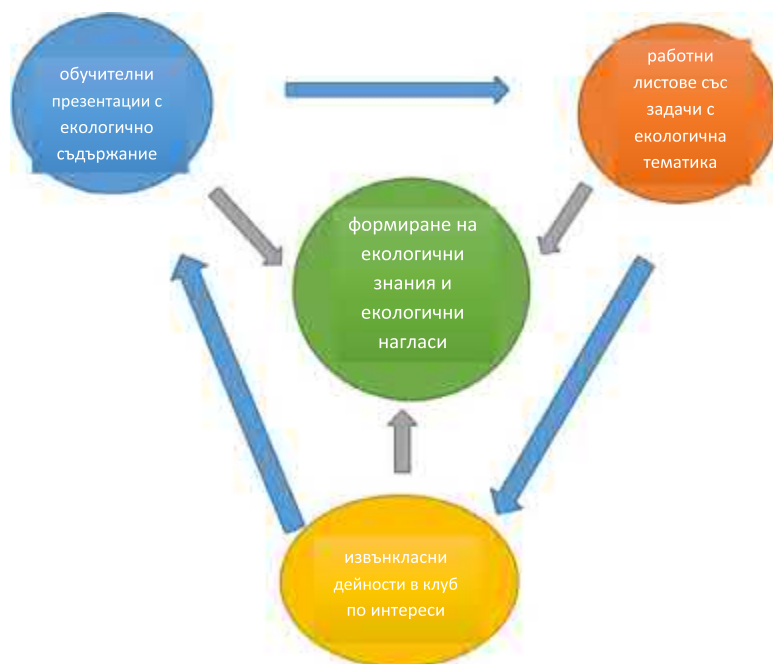 обучителни
презентации с
екологично
съдържание
работни
листове със
задачи с
екологична
тематика
формиране на
екологични
знания и
екологични
нагласи
извънкласни
дейности в клуб
по интереси